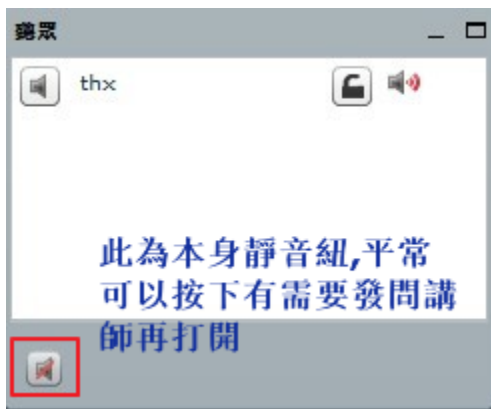 聽眾
thx
此為本身靜音紐,平常
可以按下有需要發問講
師再打開